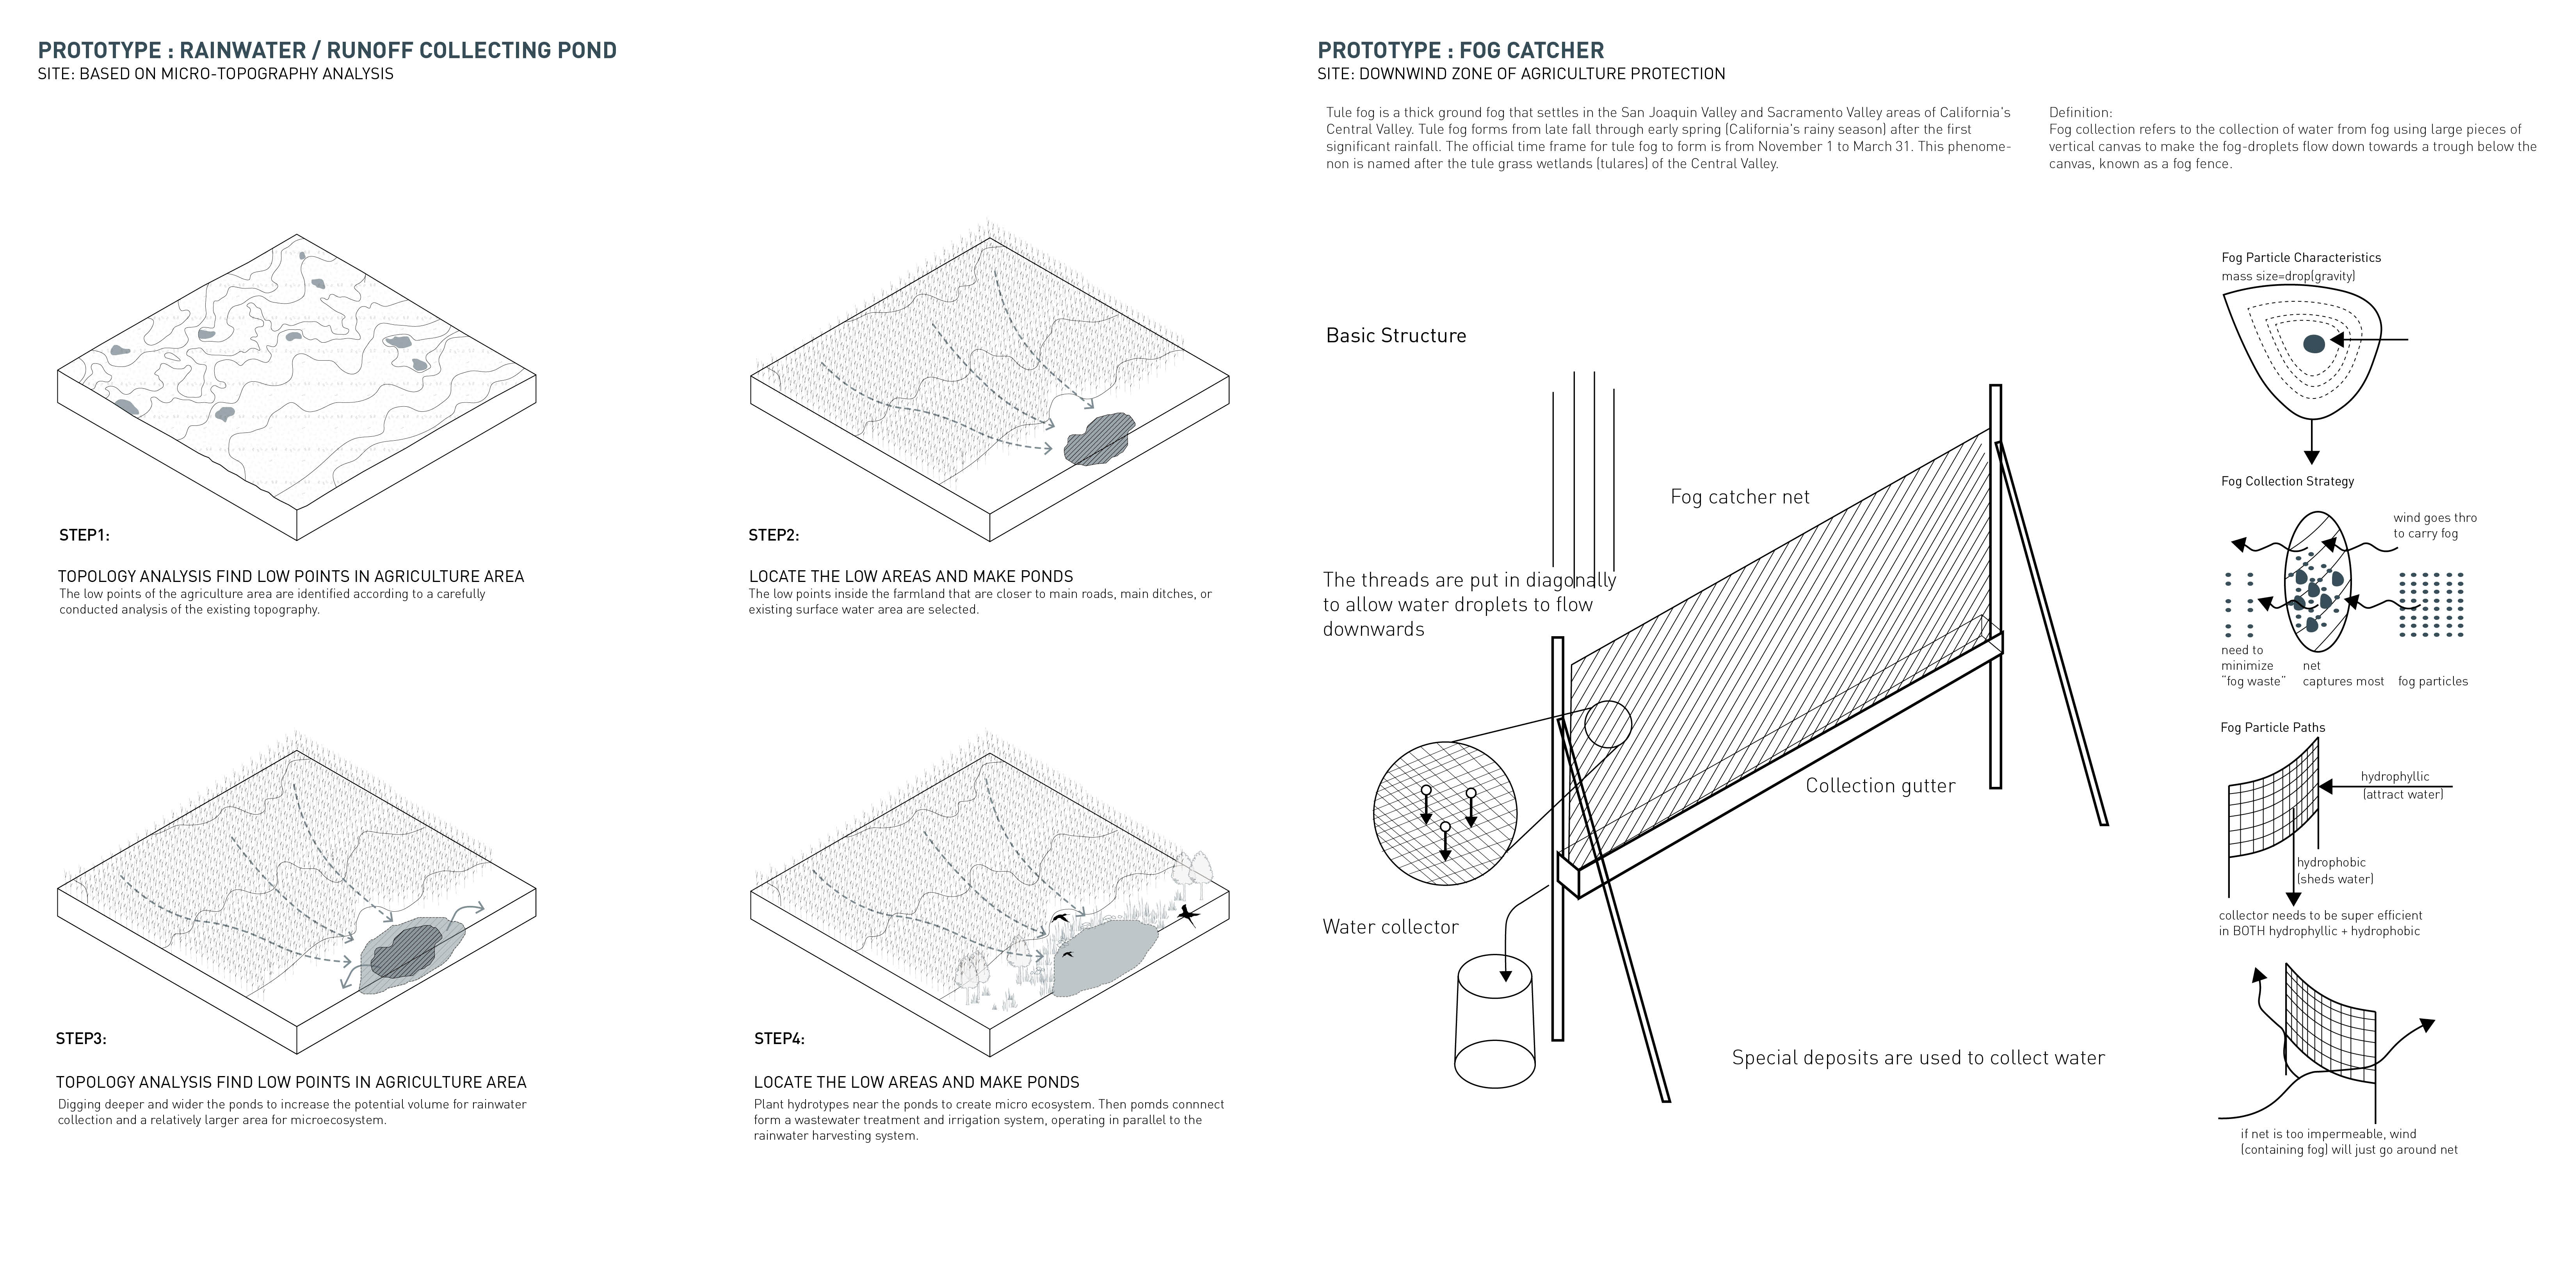 PROTOTYPE : RAINWATER / RUNOFF COLLECTING POND
SITE: BASED ON MICRO-TOPOGRAPHY ANALYSIS
STEP1:
TOPOLOGY ANALYSIS FIND LOW POINTS IN AGRICULTURE AREA
The low points of the agriculture area are identified according to a carefully
conducted analysis of the existing topography.
STEP2:
LOCATE THE LOW AREAS AND MAKE PONDS
The low points inside the farmland that are closer to main roads, main ditches, or
existing surface water area are selected.
STEP3:
TOPOLOGY ANALYSIS FIND LOW POINTS IN AGRICULTURE AREA
Digging deeper and wider the ponds to increase the potential volume for rainwater
collection and a relatively larger area for microecosystem.
STEP4:
LOCATE THE LOW AREAS AND MAKE PONDS
Plant hydrotypes near the ponds to create micro ecosystem. Then pomds connnect
form a wastewater treatment and irrigation system, operating in parallel to the
rainwater harvesting system.
PROTOTYPE : FOG CATCHER
SITE: DOWNWIND ZONE OF AGRICULTURE PROTECTION
Tule fog is a thick ground fog that settles in the San Joaquin Valley and Sacramento Valley areas of California's
Central Valley. Tule fog forms from late fall through early spring (California's rainy season) after the first
significant rainfall. The official time frame for tule fog to form is from November 1 to March 31. This phenome-
non is named after the tule grass wetlands (tulares) of the Central Valley.
Definition:
Fog collection refers to the collection of water from fog using large pieces of
vertical canvas to make the fog-droplets flow down towards a trough below the
canvas, known as a fog fence.
Basic Structure
Fog catcher net
The threads are put in diagonally
to allow water droplets to flow
downwards
Collection gutter
Water collector
Special deposits are used to collect water
Fog Particle Characteristics
mass size=drop(gravity)
Fog Collection Strategy
wind goes thro
to carry fog
need to
minimize
"fog waste"
net
captures most
fog particles
Fog Particle Paths
hydrophyllic
(attract water)
hydrophobic
(sheds water)
collector needs to be super efficient
in BOTH hydrophyllic + hydrophobic
if net is too impermeable, wind
(containing fog) will just go around net